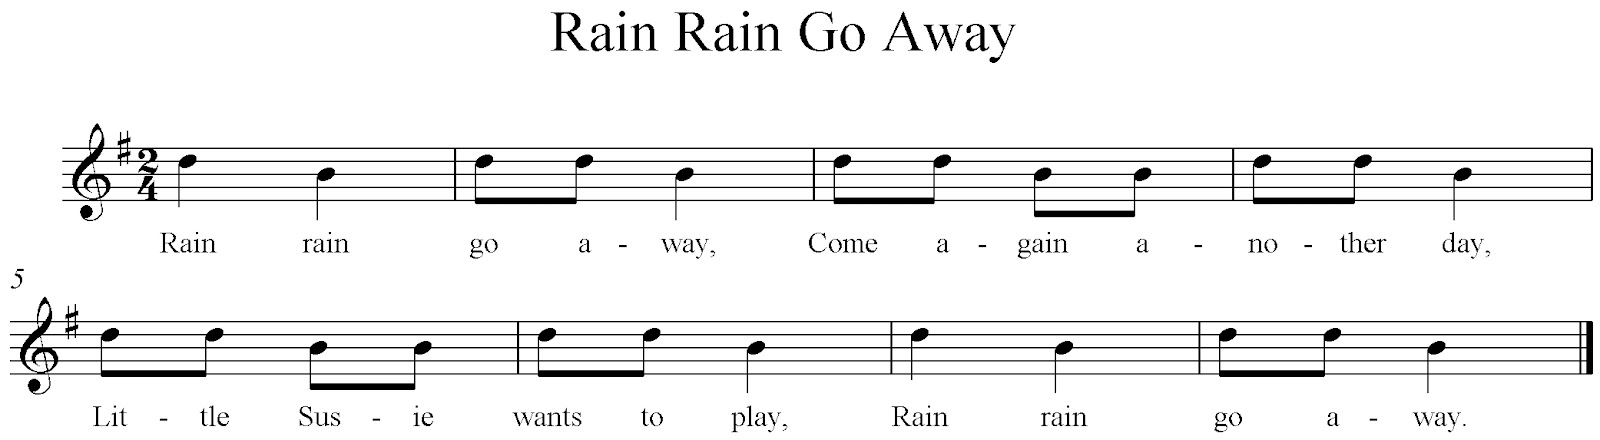 Rain Rain Go Away
2
4
Rain rain go a - way, Come a - gain a - no - ther day,
5
Lit - tle Sus - ie wants to play, Rain rain go a - way.